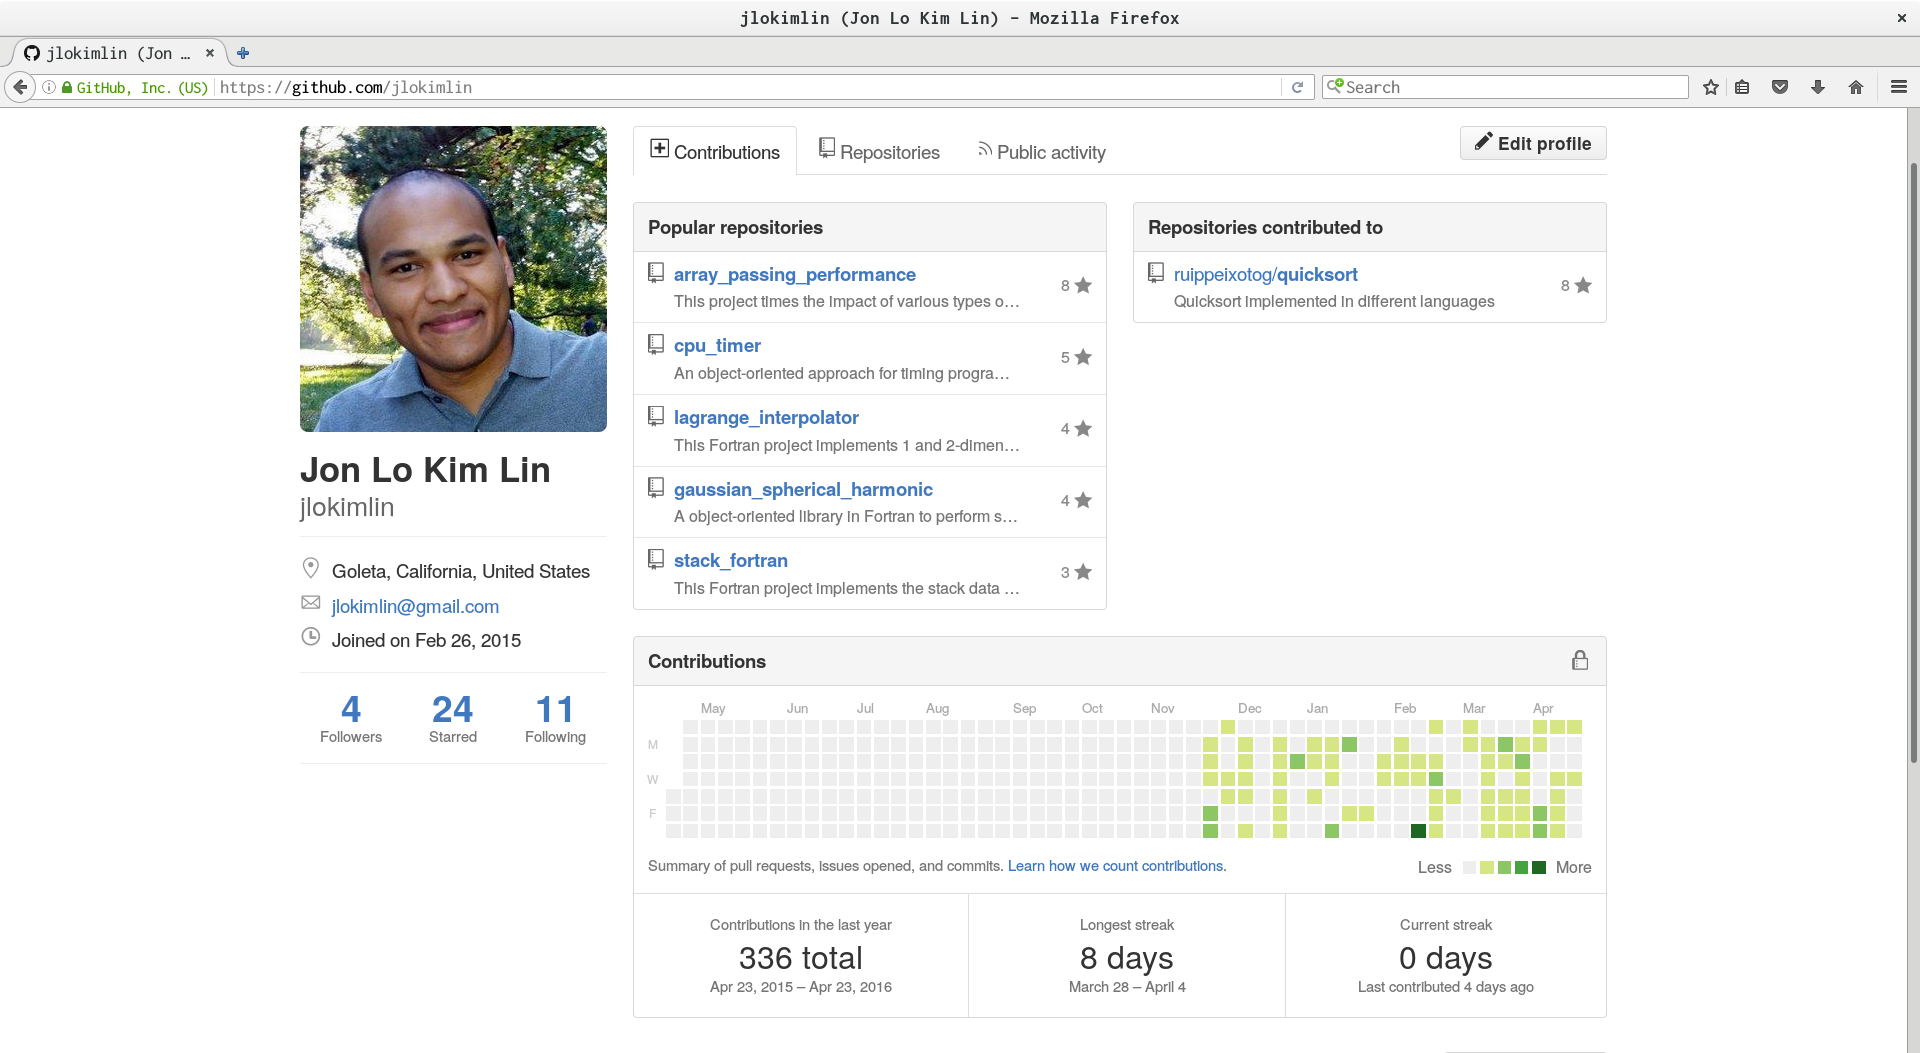 jlokimlin (Jon Lo Kim Lin) - Mozilla Firefox
jlokimlin (Jon ...
GitHub, Inc. (US)
https://github.com/jlokimlin
Search
Contributions
Repositories
Public activity
Edit profile
Jon Lo Kim Lin
jlokimlin
Goleta, California, United States
jlokimlin@gmail.com
Joined on Feb 26, 2015
4 24 11
Followers Starred Following
Popular repositories
array_passing_performance
This project times the impact of various types o…
8
cpu_timer
An object-oriented approach for timing progra…
5
lagrange_interpolator
This Fortran project implements 1 and 2-dimen…
4
gaussian_spherical_harmonic
A object-oriented library in Fortran to perform s…
4
stack_fortran
This Fortran project implements the stack data …
3
Repositories contributed to
ruippeixotog/quicksort
Quicksort implemented in different languages
8
Contributions
May Jun Jul Aug Sep Oct Nov Dec Jan Feb Mar Apr
M
W
F
Summary of pull requests, issues opened, and commits. Learn how we count contributions.
Less More
Contributions in the last year
336 total
Apr 23, 2015 – Apr 23, 2016
Longest streak
8 days
March 28 – April 4
Current streak
0 days
Last contributed 4 days ago